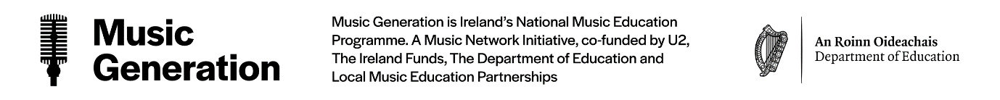 Music
Generation
Music Generation is Ireland's National Music Education
Programme. A Music Network Initiative, co-funded by U2,
The Ireland Funds, The Department of Education and
Local Music Education Partnerships
An Roinn Oideachais
Department of Education